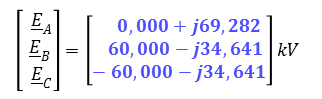 E_A 0,000 + j69,282
E_B = 60,000 − j34,641 kV
E_C − 60,000 − j34,641